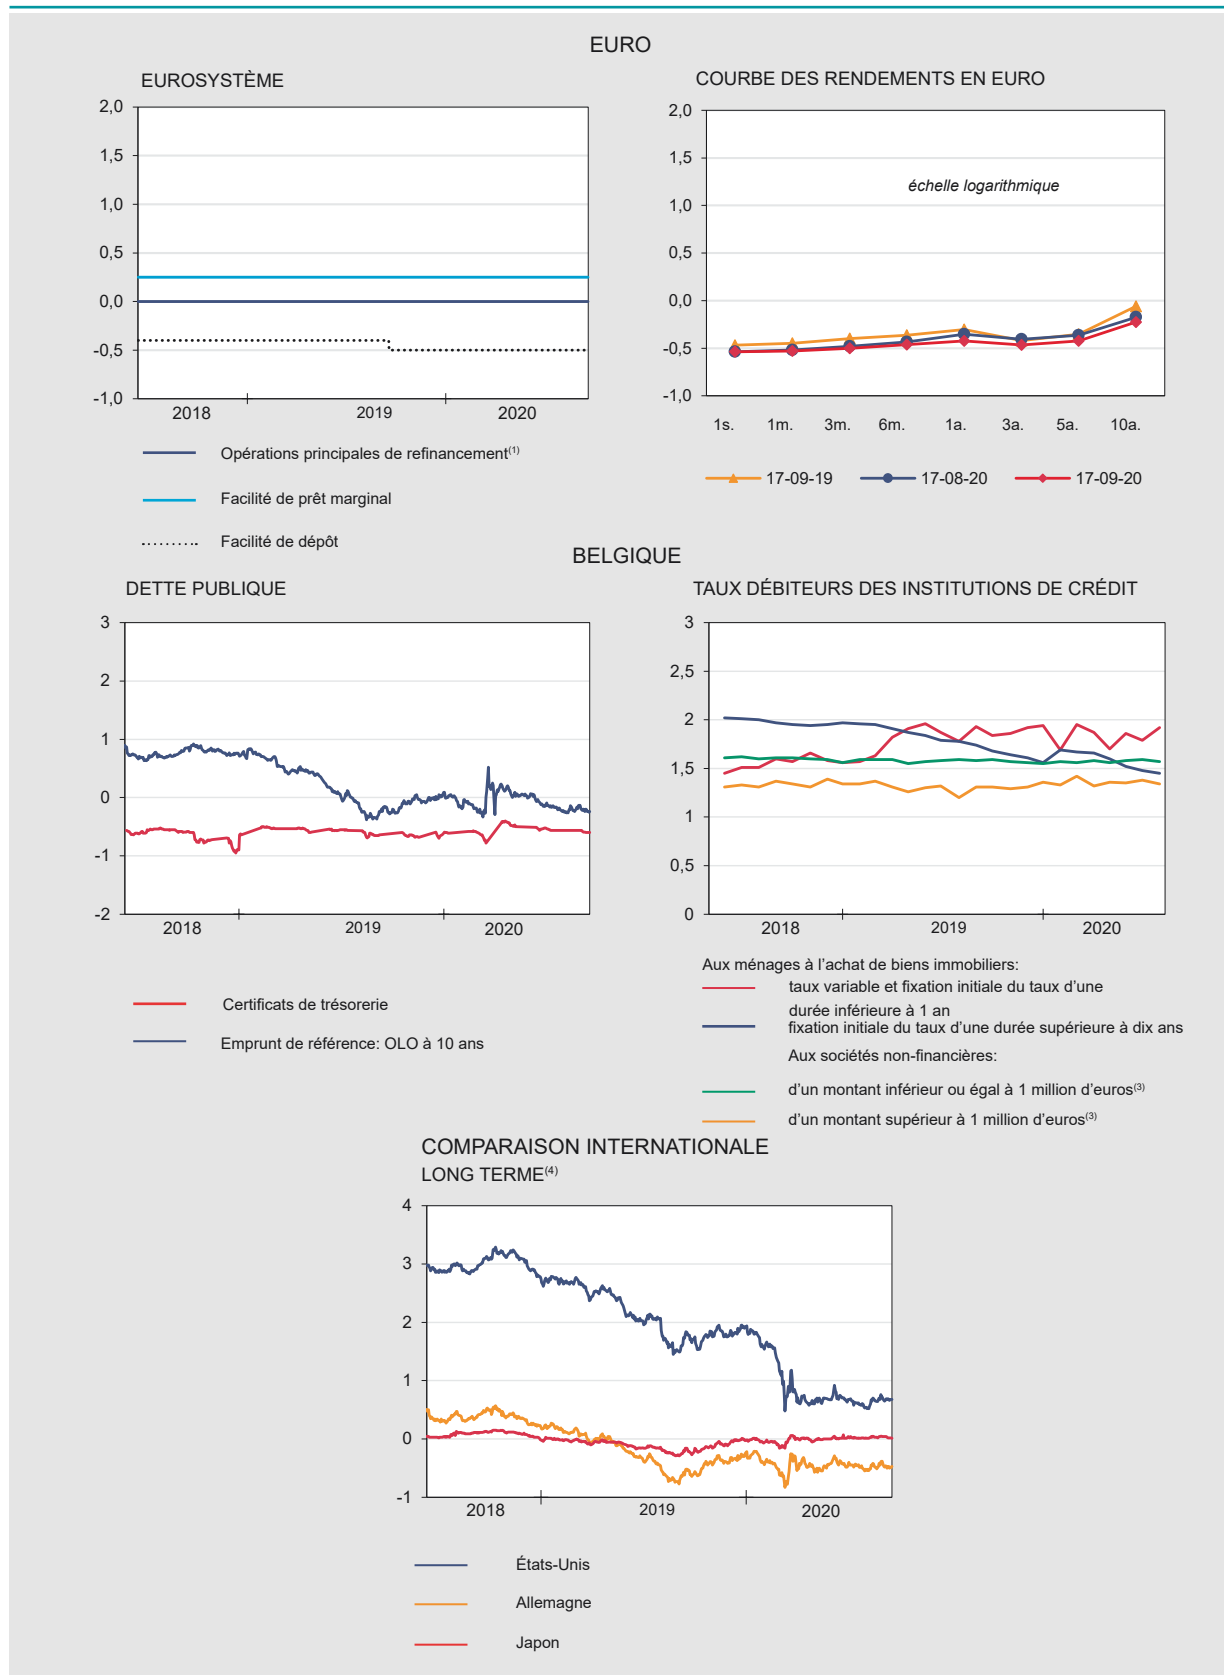 EURO
EUROSYSTÈME
2,0
1,5
1,0
0,5
0,0
-0,5
-1,0
2018 2019 2020
Opérations principales de refinancement(1)
Facilité de prêt marginal
Facilité de dépôt
COURBE DES RENDEMENTS EN EURO
2,0
1,5
1,0
0,5
0,0
-0,5
-1,0
échelle logarithmique
1s. 1m. 3m. 6m. 1a. 3a. 5a. 10a.
17-09-19 17-08-20 17-09-20
BELGIQUE
DETTE PUBLIQUE
3
2
1
0
-1
-2
2018 2019 2020
Certificats de trésorerie
Emprunt de référence: OLO à 10 ans
TAUX DÉBITEURS DES INSTITUTIONS DE CRÉDIT
3
2,5
2
1,5
1
0,5
0
2018 2019 2020
Aux ménages à l'achat de biens immobiliers:
taux variable et fixation initiale du taux d'une
durée inférieure à 1 an
fixation initiale du taux d'une durée supérieure à dix ans
Aux sociétés non-financières:
d'un montant inférieur ou égal à 1 million d'euros(3)
d'un montant supérieur à 1 million d'euros(3)
COMPARAISON INTERNATIONALE
LONG TERME(4)
4
3
2
1
0
-1
2018 2019 2020
États-Unis
Allemagne
Japon